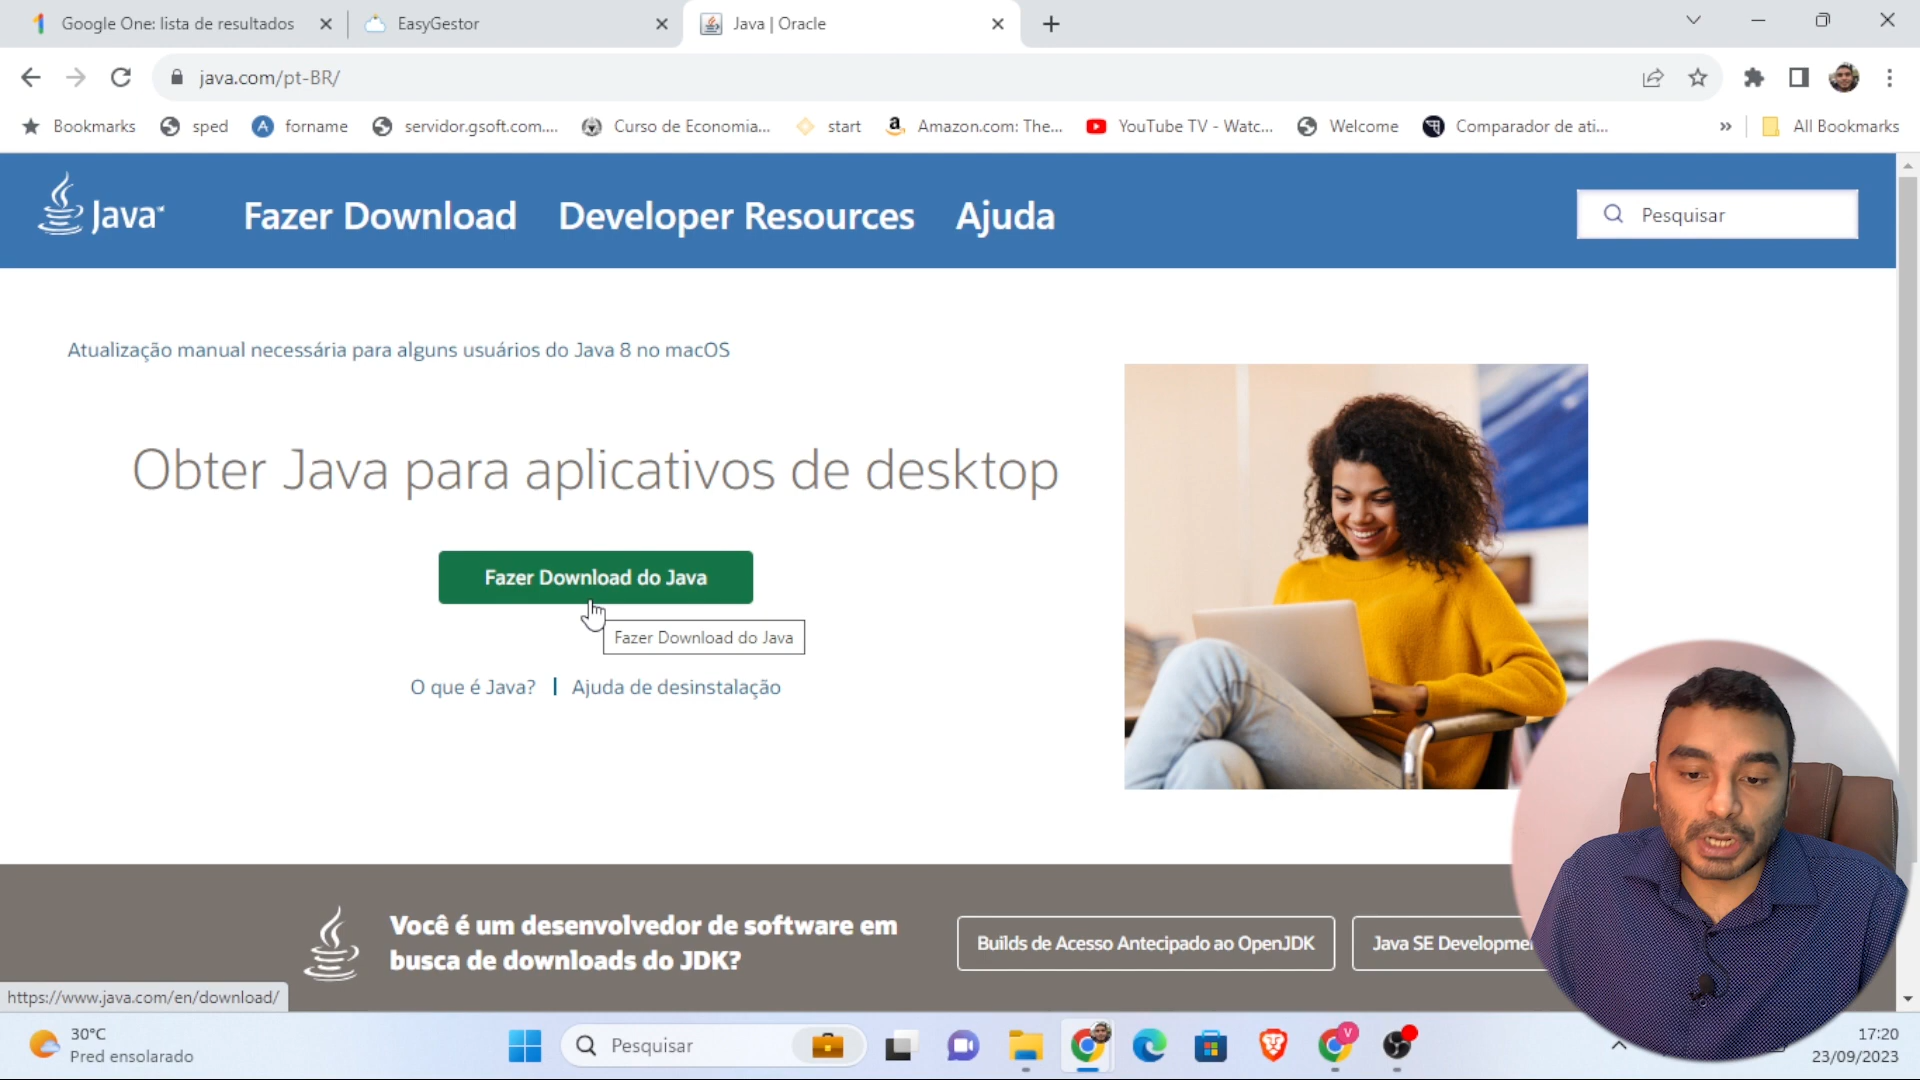 Google One: lista de resultados
EasyGestor
Java | Oracle
java.com/pt-BR/
Bookmarks
sped
A
forname
servidor.gsoft.com....
Curso de Economia...
start
a
Amazon.com: The...
YouTube TV - Watc...
Welcome
Comparador de ati...
»
All Bookmarks
Java
Fazer Download
Developer Resources
Ajuda
Pesquisar
Atualização manual necessária para alguns usuários do Java 8 no macOS
Obter Java para aplicativos de desktop
Fazer Download do Java
Fazer Download do Java
O que é Java? | Ajuda de desinstalação
Você é um desenvolvedor de software em
busca de downloads do JDK?
Builds de Acesso Antecipado ao OpenJDK
Java SE Developme
https://www.java.com/en/download/
30°C
Pred ensolarado
Pesquisar
V
17:20
23/09/2023